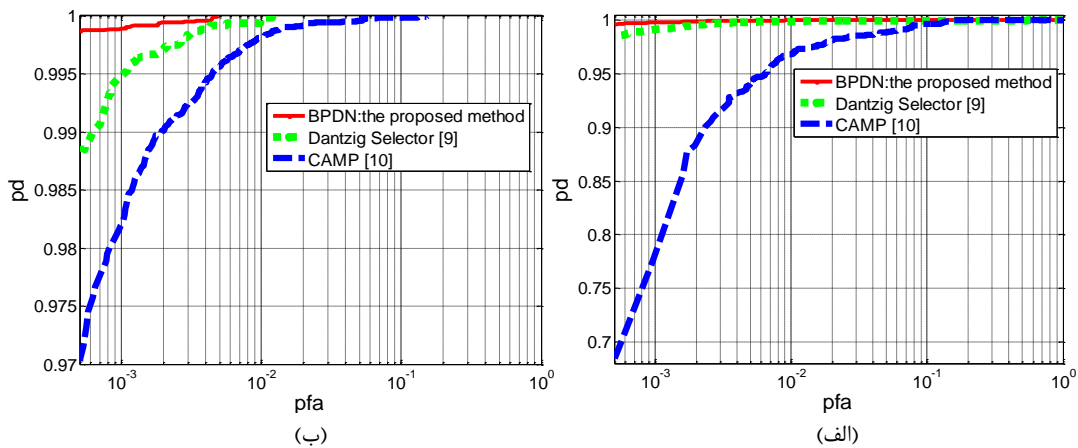 1
0.995
0.99
0.985
0.98
0.975
0.97
pd
10^-3
10^-2
10^-1
10^0
pfa
BPDN:the proposed method
Dantzig Selector [9]
CAMP [10]
(ب)
1
0.95
0.9
0.85
0.8
0.7
pd
10^-3
10^-2
10^-1
10^0
pfa
BPDN:the proposed method
Dantzig Selector [9]
CAMP [10]
(الف)